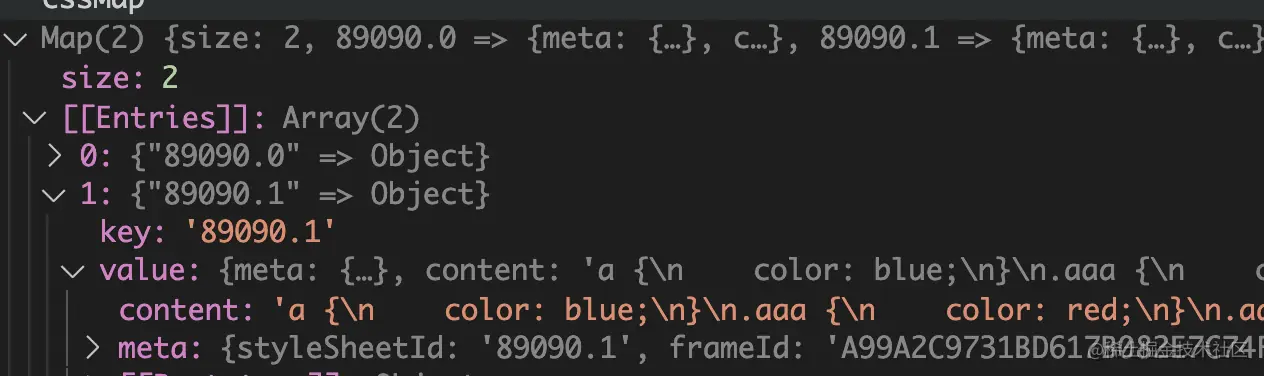 cssMap
Map(2) {size: 2, 89090.0 => {meta: {…}, c…}, 89090.1 => {meta: {…}, c…}
size: 2
[[Entries]]: Array(2)
0: {"89090.0" => Object}
1: {"89090.1" => Object}
key: '89090.1'
value: {meta: {…}, content: 'a {\n    color: blue;\n}\n.aaa {\n    c
content: 'a {\n    color: blue;\n}\n.aaa {\n    color: red;\n}\n.aa
meta: {styleSheetId: '89090.1', frameId: 'A99A2C9731BD617B082E7C74F
@稀土掘金技术社区